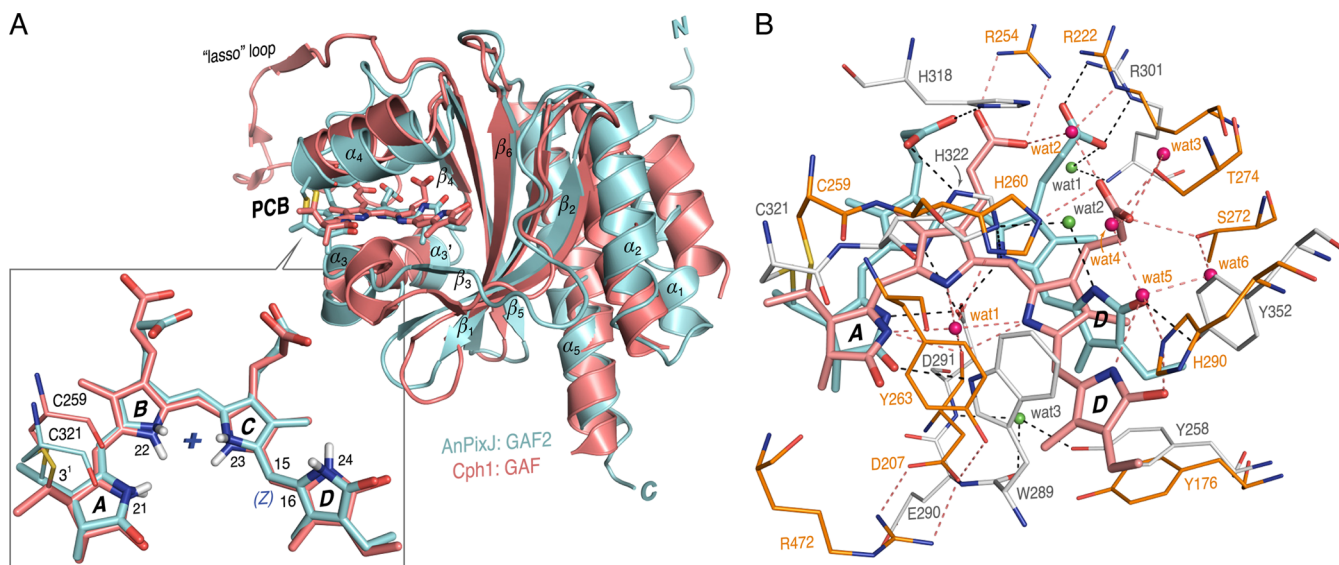 A
"lasso" loop
N
α4
β6
β4
PCB
β2
α3
α3'
α2
β3
α1
β1
β5
α5
AnPixJ: GAF2
Cph1: GAF
C
C259
C321
B
C
+
22
23
15
24
3¹
(Z)
16
A
D
21
B
R254
R222
H318
R301
wat2
wat3
H322
wat1
T274
C259
H260
C321
wat2
S272
wat4
wat6
wat5
A
wat1
D
Y352
D291
H290
Y263
D
wat3
Y258
D207
Y176
E290
W289
R472